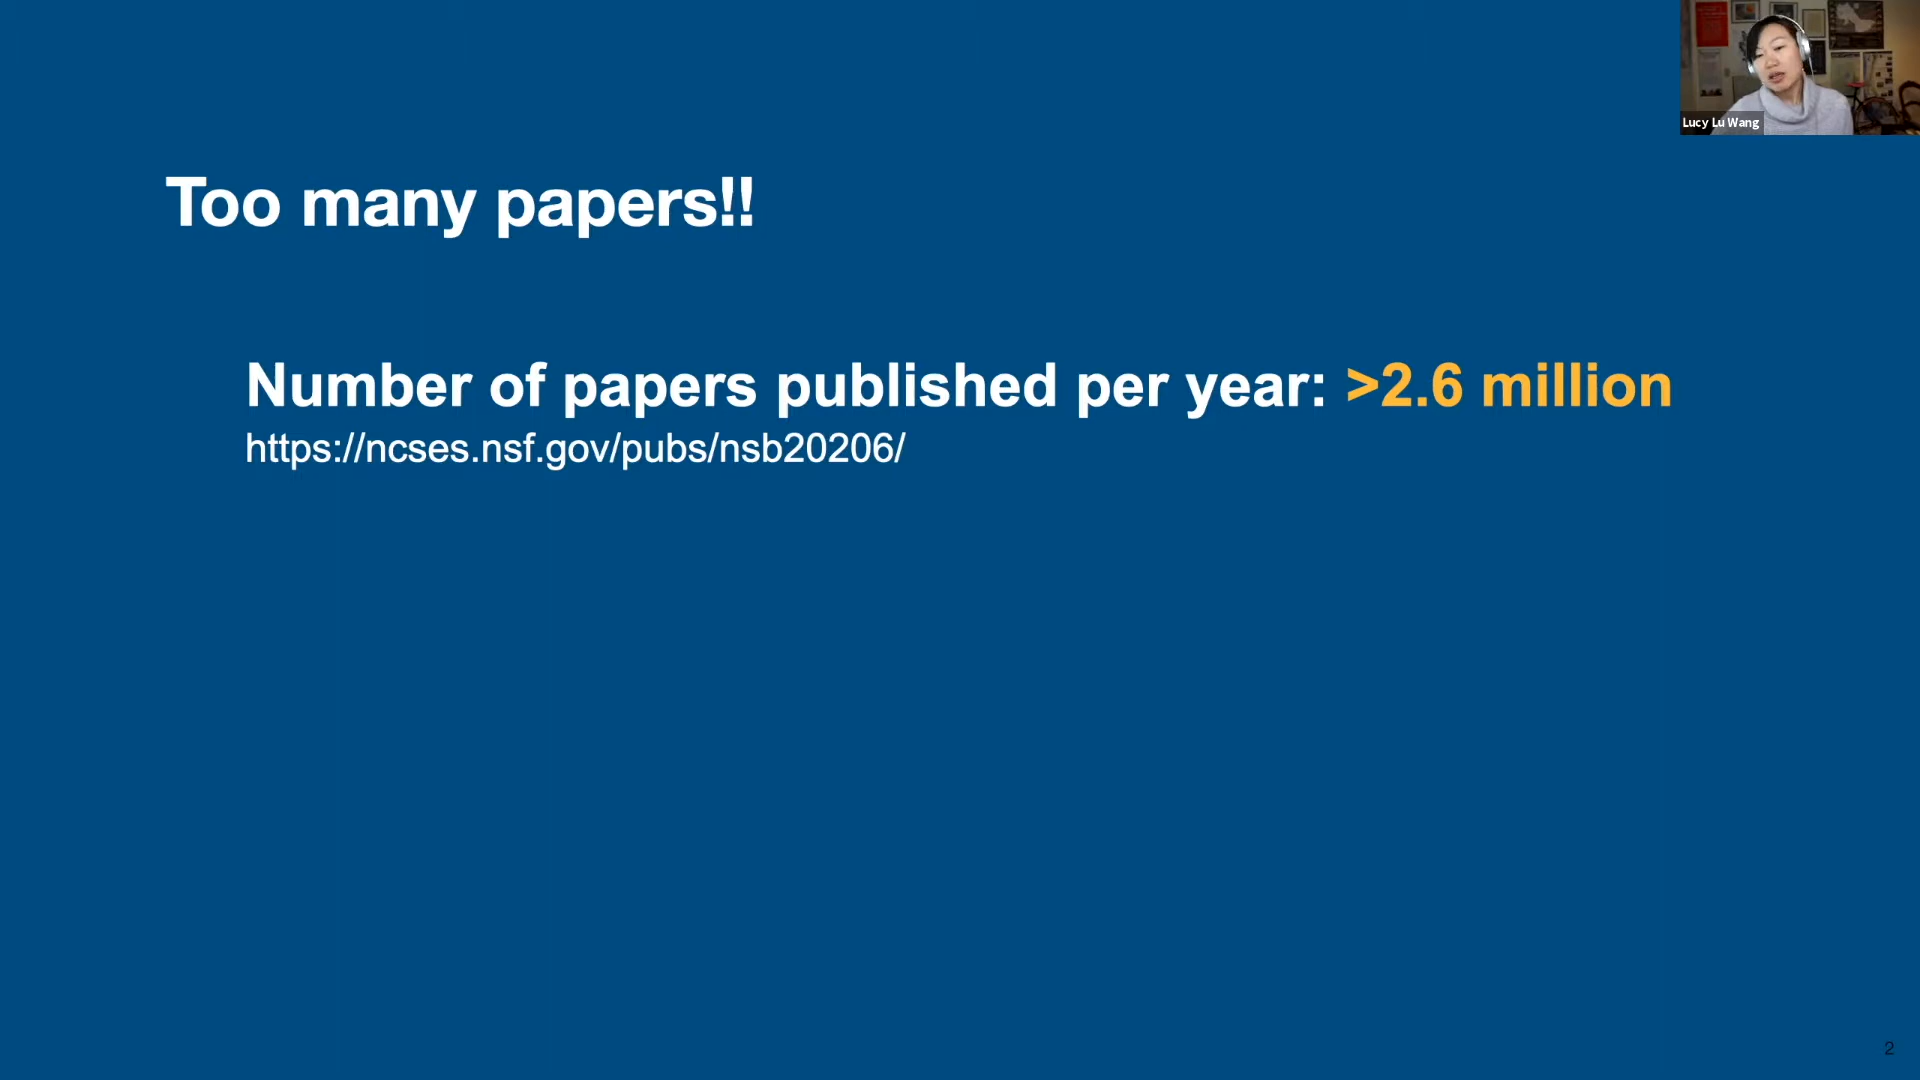 Lucy Lu Wang
Too many papers!!
Number of papers published per year: >2.6 million
https://ncses.nsf.gov/pubs/nsb20206/
2